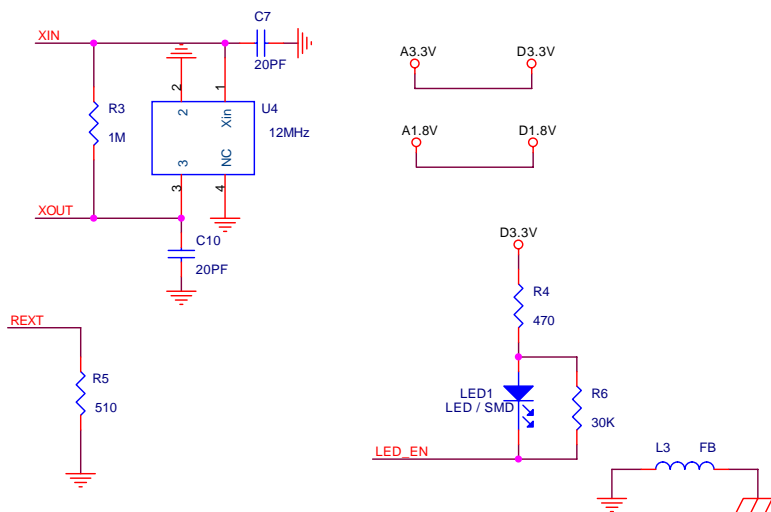 C7
XIN
20PF
A3.3V D3.3V
2 1
R3
1M
2 Xin
U4
12MHz
3 NC
3 4
A1.8V D1.8V
XOUT
C10
20PF
D3.3V
R4
470
REXT
R5
510
LED1
LED / SMD
R6
30K
LED_EN
L3 FB